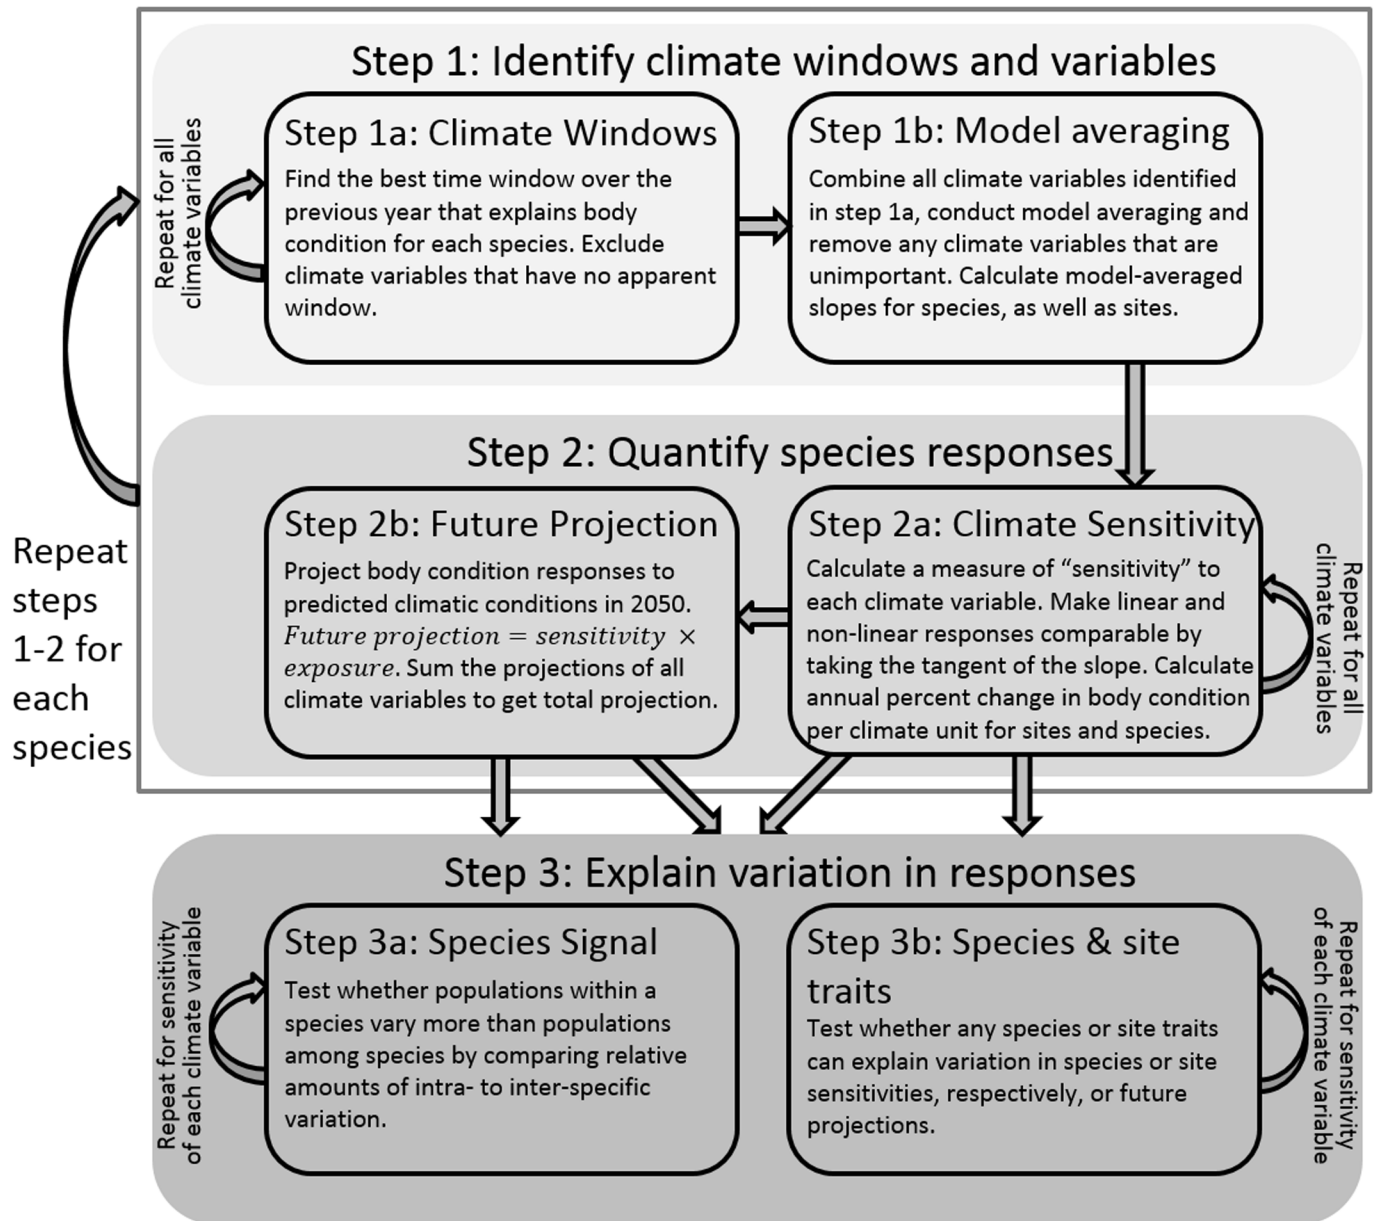 Step 1: Identify climate windows and variables
Repeat for all
climate variables
Step 1a: Climate Windows
Find the best time window over the
previous year that explains body
condition for each species. Exclude
climate variables that have no apparent
window.
Step 1b: Model averaging
Combine all climate variables identified
in step 1a, conduct model averaging and
remove any climate variables that are
unimportant. Calculate model-averaged
slopes for species, as well as sites.
Repeat
steps
1-2 for
each
species
Step 2: Quantify species responses
Step 2b: Future Projection
Project body condition responses to
predicted climatic conditions in 2050.
Future projection = sensitivity ×
exposure. Sum the projections of all
climate variables to get total projection.
Step 2a: Climate Sensitivity
Calculate a measure of “sensitivity” to
each climate variable. Make linear and
non-linear responses comparable by
taking the tangent of the slope. Calculate
annual percent change in body condition
per climate unit for sites and species.
Repeat for all
climate variables
Step 3: Explain variation in responses
Repeat for sensitivity
of each climate variable
Step 3a: Species Signal
Test whether populations within a
species vary more than populations
among species by comparing relative
amounts of intra- to inter-specific
variation.
Step 3b: Species & site
traits
Test whether any species or site traits
can explain variation in species or site
sensitivities, respectively, or future
projections.
Repeat for sensitivity
of each climate variable